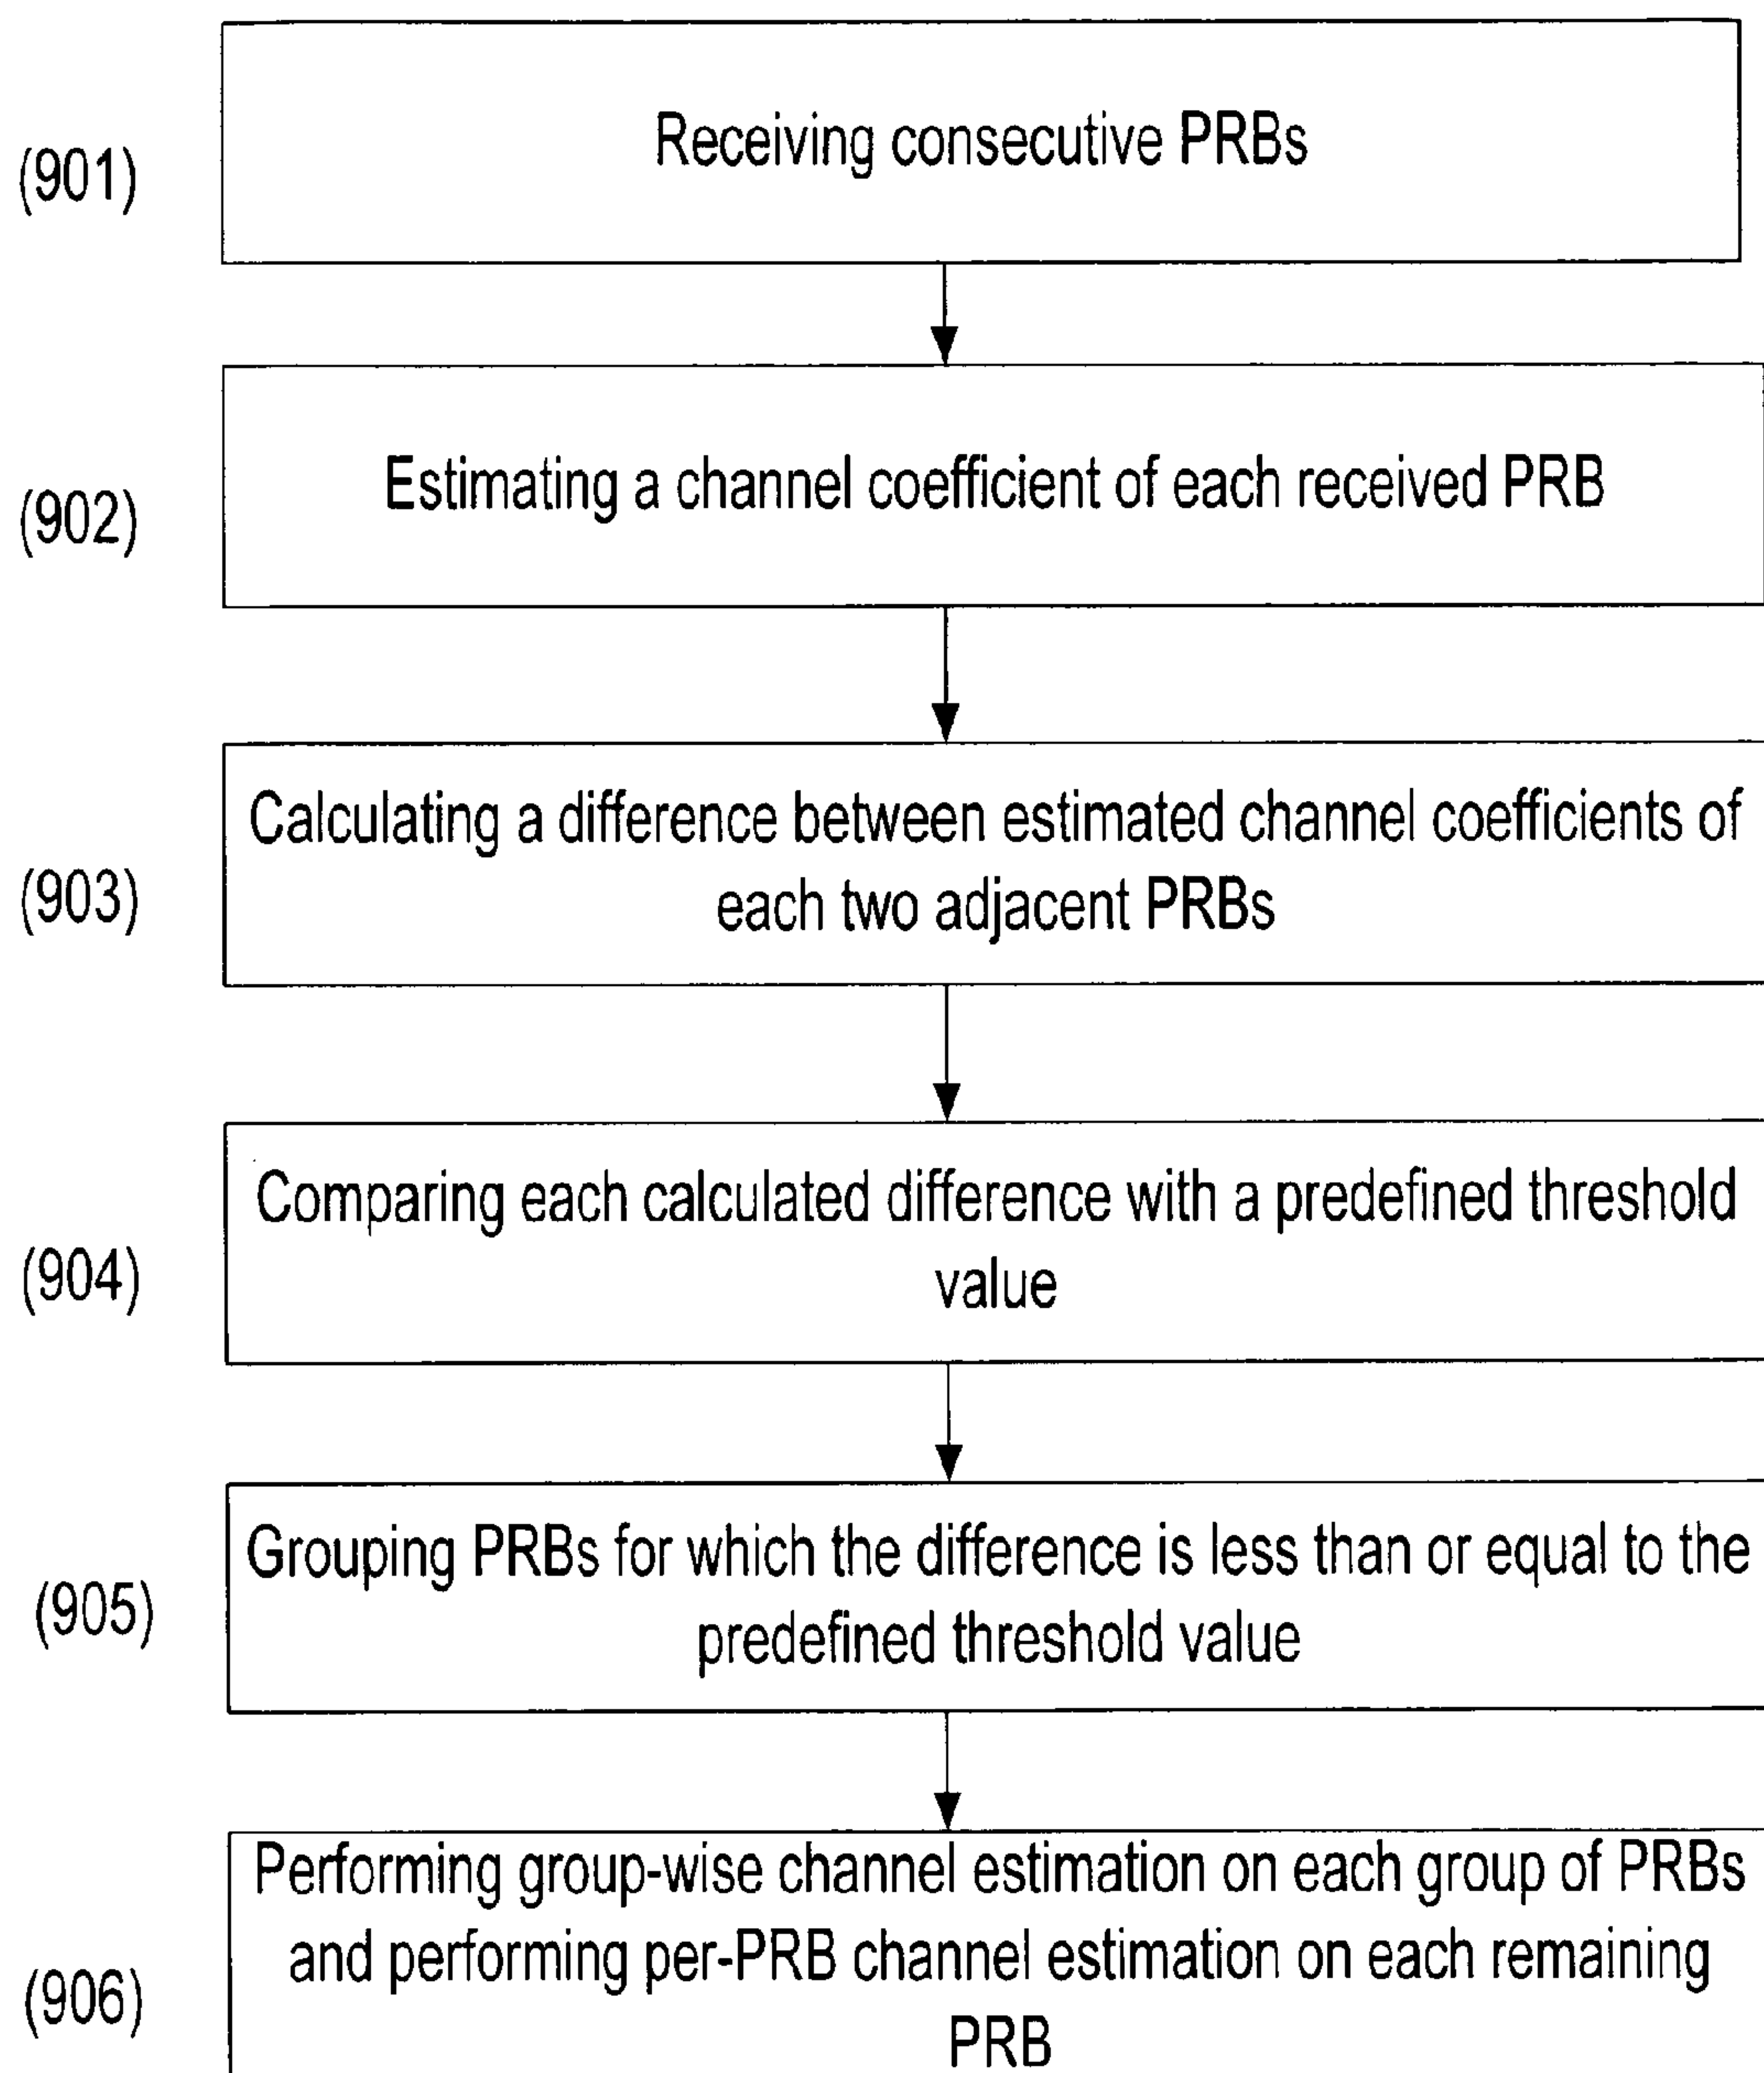 (901)
Receiving consecutive PRBs
(902)
Estimating a channel coefficient of each received PRB
(903)
Calculating a difference between estimated channel coefficients of
each two adjacent PRBs
(904)
Comparing each calculated difference with a predefined threshold
value
(905)
Grouping PRBs for which the difference is less than or equal to the
predefined threshold value
(906)
Performing group-wise channel estimation on each group of PRBs
and performing per-PRB channel estimation on each remaining
PRB